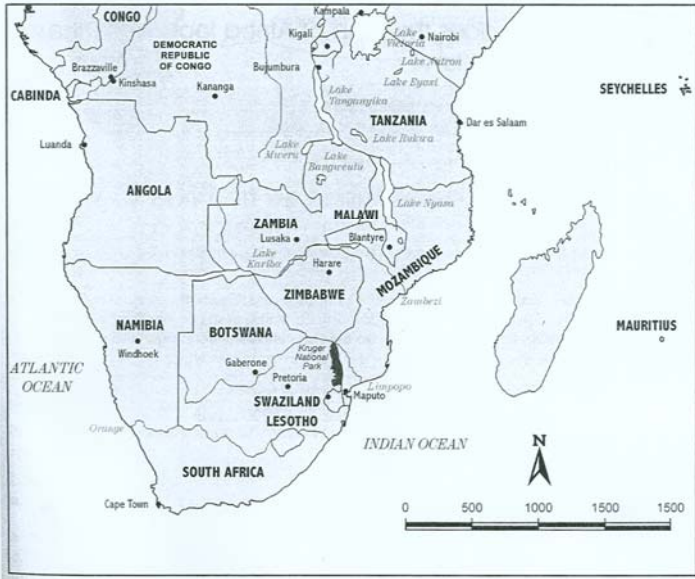 Kampala
CONGO
Kigali
Lake
Victoria
Nairobi
DEMOCRATIC
REPUBLIC
OF CONGO
Lake Natron
Brazzaville
Bujumbura
Kinshasa
Lake Eyasi
SEYCHELLES
Kananga
CABINDA
Lake
Tanganyika
TANZANIA
Dar es Salaam
Luanda
Lake
Mweru
Lake Rukwa
Lake
Bangweulu
ANGOLA
Lake Nyasa
MALAWI
ZAMBIA
Lusaka
Blantyre
Lake
Kariba
Harare
MOZAMBIQUE
ZIMBABWE
Zambezi
NAMIBIA
BOTSWANA
MAURITIUS
Windhoek
Kruger
National
Park
ATLANTIC
OCEAN
Gaberone
Pretoria
Limpopo
Maputo
SWAZILAND
LESOTHO
Orange
INDIAN OCEAN
N
SOUTH AFRICA
Cape Town
0 500 1000 1500 1500